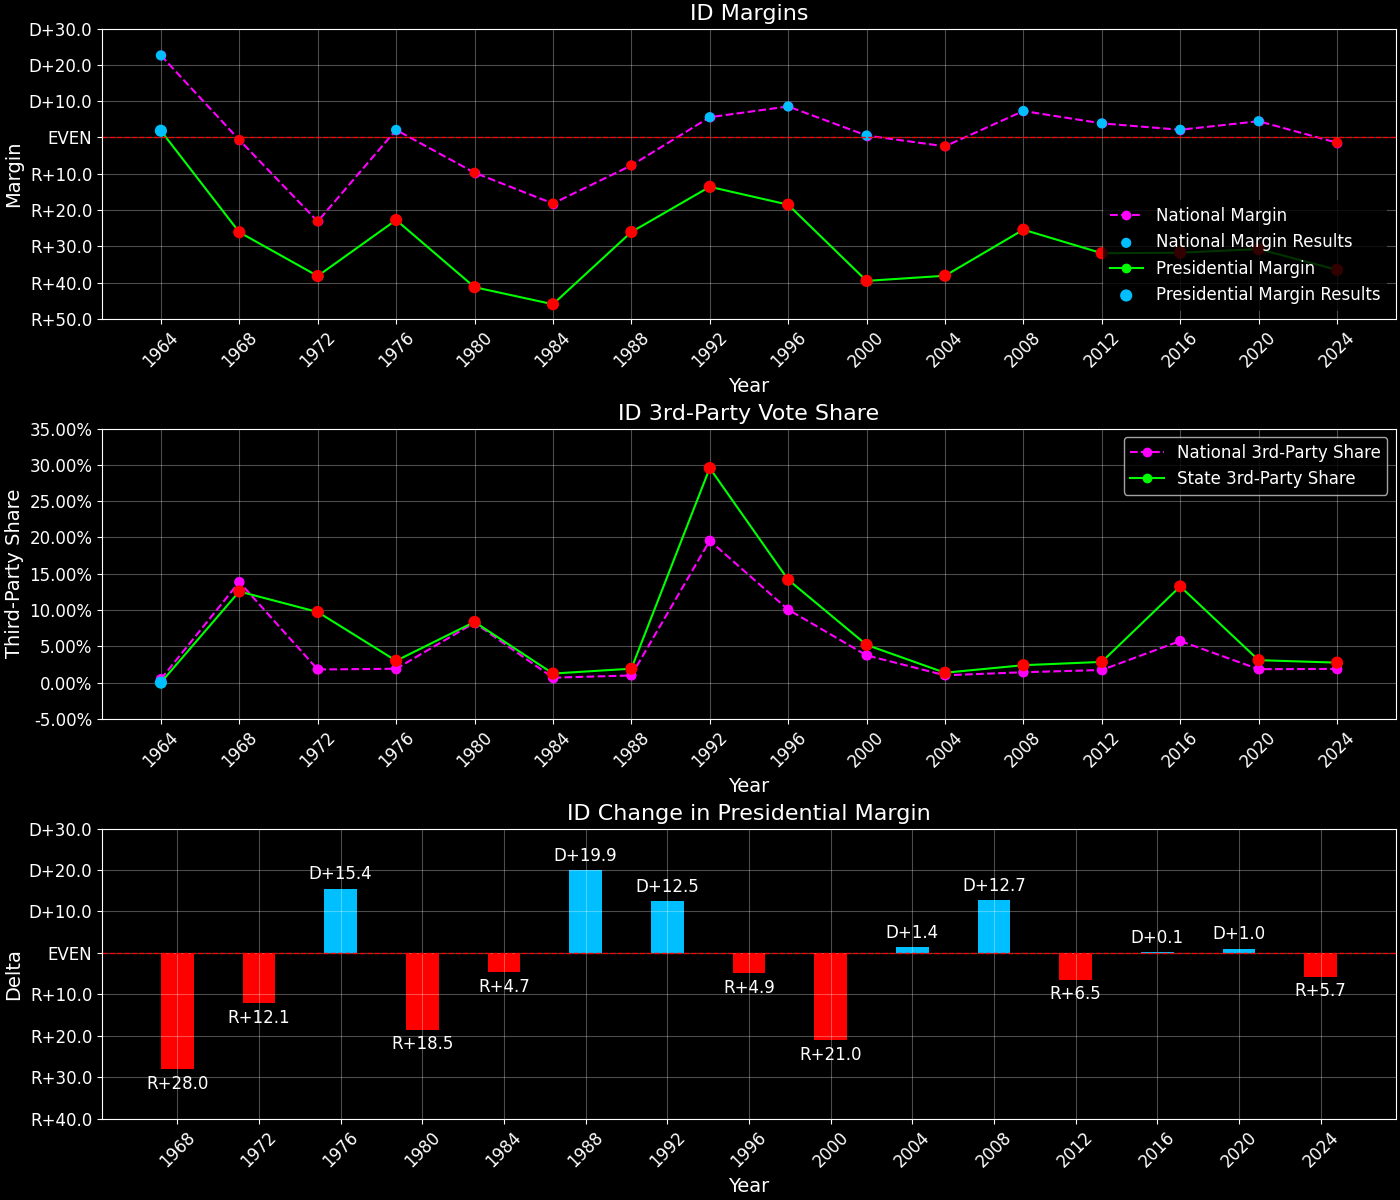 ID Margins
D+30.0
D+20.0
D+10.0
EVEN
R+10.0
R+20.0
R+30.0
R+40.0
R+50.0
Margin
National Margin
National Margin Results
Presidential Margin
Presidential Margin Results
1964 1968 1972 1976 1980 1984 1988 1992 1996 2000 2004 2008 2012 2016 2020 2024
Year
ID 3rd-Party Vote Share
35.00%
30.00%
25.00%
20.00%
15.00%
10.00%
5.00%
0.00%
-5.00%
Third-Party Share
National 3rd-Party Share
State 3rd-Party Share
1964 1968 1972 1976 1980 1984 1988 1992 1996 2000 2004 2008 2012 2016 2020 2024
Year
ID Change in Presidential Margin
D+30.0
D+20.0
D+10.0
EVEN
R+10.0
R+20.0
R+30.0
R+40.0
Delta
R+28.0
R+12.1
D+15.4
R+18.5
R+4.7
D+19.9
D+12.5
R+4.9
R+21.0
D+1.4
D+12.7
R+6.5
D+0.1
D+1.0
R+5.7
1968 1972 1976 1980 1984 1988 1992 1996 2000 2004 2008 2012 2016 2020 2024
Year